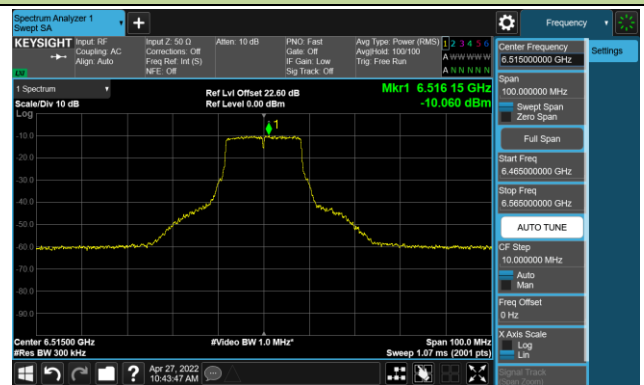 Spectrum Analyzer 1
Swept SA
+
Frequency
KEYSIGHT
Input: RF
Coupling: AC
Align: Auto
Input Z: 50 Ω
Corrections: Off
Freq Ref: Int (S)
NFE: Off
Atten: 10 dB
PNO: Fast
Gate: Off
IF Gain: Low
Sig Track: Off
Avg Type: Power (RMS)
Avg|Hold: 100/100
Trig: Free Run
1 2 3 4 5 6
A W W W W W
A N N N N N
LXI
Center Frequency
6.515000000 GHz
Settings
Span
100.000000 MHz
Swept Span
Zero Span
Full Span
Start Freq
6.465000000 GHz
Stop Freq
6.565000000 GHz
AUTO TUNE
CF Step
10.000000 MHz
Auto
Man
Freq Offset
0 Hz
X Axis Scale
Log
Lin
Signal Track
(Span Zoom)
1 Spectrum
Scale/Div 10 dB
Log
Ref Lvl Offset 22.60 dB
Ref Level 0.00 dBm
Mkr1 6.516 15 GHz
-10.060 dBm
1
-10.0
-20.0
-30.0
-40.0
-50.0
-60.0
-70.0
-80.0
-90.0
Center 6.51500 GHz
#Res BW 300 kHz
#Video BW 1.0 MHz*
Span 100.0 MHz
Sweep 1.07 ms (2001 pts)
?
Apr 27, 2022
10:43:47 AM